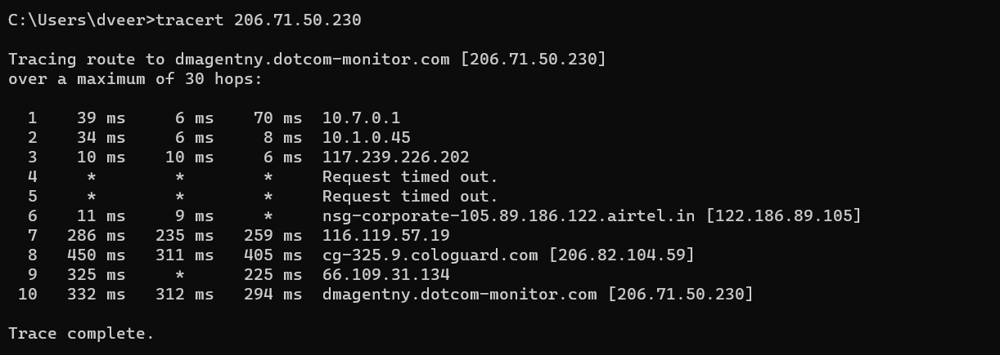 C:\Users\dveer>tracert 206.71.50.230
Tracing route to dmagentny.dotcom-monitor.com [206.71.50.230]
over a maximum of 30 hops:
1 39 ms 6 ms 70 ms 10.7.0.1
2 34 ms 6 ms 8 ms 10.1.0.45
3 10 ms 10 ms 6 ms 117.239.226.202
4 * * * Request timed out.
5 * * * Request timed out.
6 11 ms 9 ms * nsg-corporate-105.89.186.122.airtel.in [122.186.89.105]
7 286 ms 235 ms 259 ms 116.119.57.19
8 450 ms 311 ms 405 ms cg-325.9.cologuard.com [206.82.104.59]
9 325 ms * 225 ms 66.109.31.134
10 332 ms 312 ms 294 ms dmagentny.dotcom-monitor.com [206.71.50.230]
Trace complete.